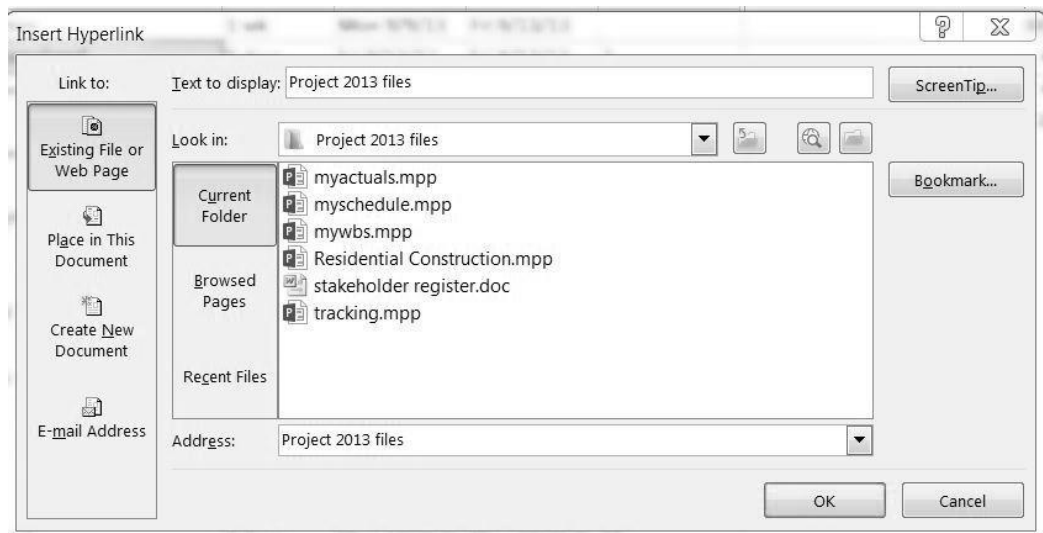 Insert Hyperlink
Link to:
Text to display: Project 2013 files
ScreenTip...
Existing File or
Web Page
Look in:
Project 2013 files
Current
Folder
myactuals.mpp
myschedule.mpp
mywbs.mpp
Residential Construction.mpp
stakeholder register.doc
tracking.mpp
Bookmark...
Place in This
Document
Browsed
Pages
Create New
Document
Recent Files
E-mail Address
Address:
Project 2013 files
OK
Cancel